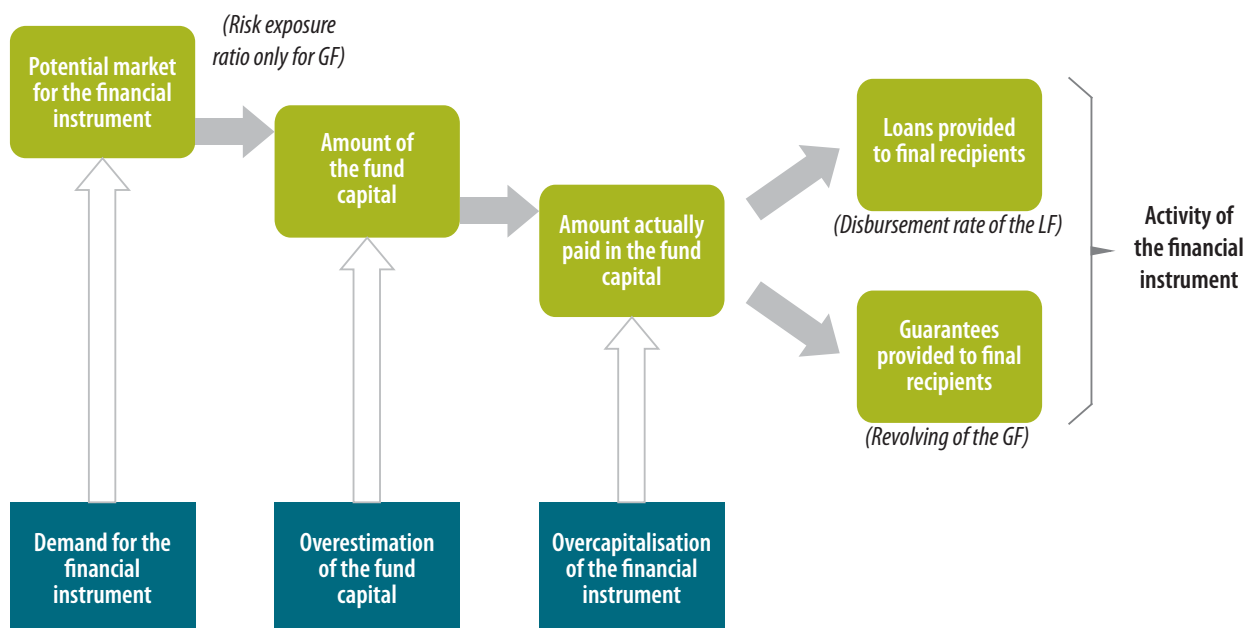 (Risk exposure
ratio only for GF)
Potential market
for the financial
instrument
Amount of
the fund
capital
Amount actually
paid in the fund
capital
Loans provided
to final recipients
(Disbursement rate of the LF)
Guarantees
provided to final
recipients
(Revolving of the GF)
Activity of
the financial
instrument
Demand for the
financial
instrument
Overestimation
of the fund
capital
Overcapitalisation
of the financial
instrument